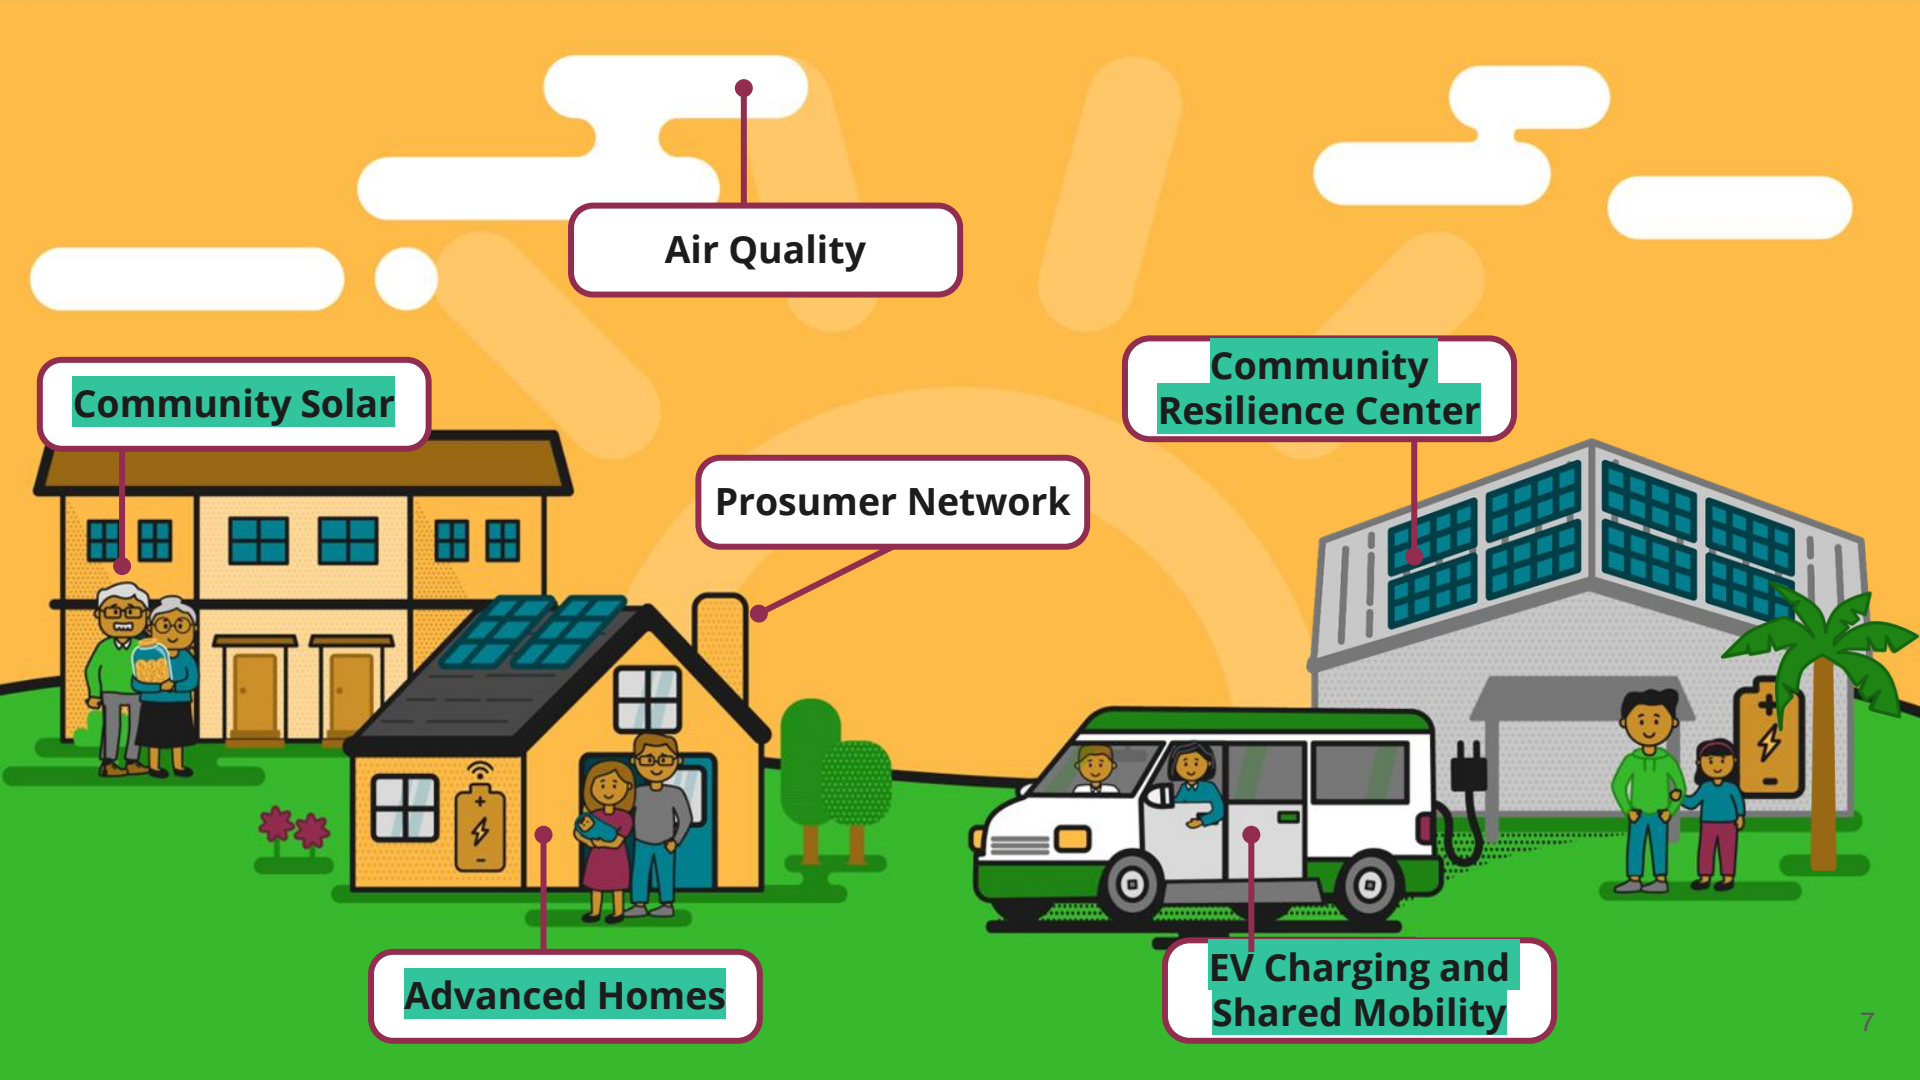 Air Quality
Community Solar
Community
Resilience Center
Prosumer Network
Advanced Homes
EV Charging and
Shared Mobility
7